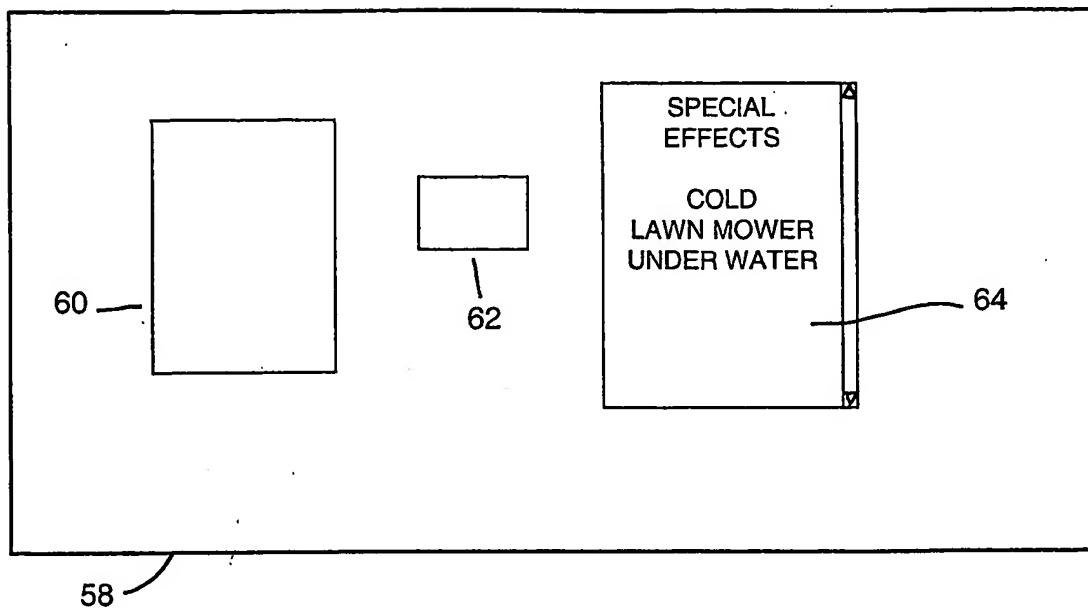 SPECIAL
EFFECTS
COLD
LAWN MOWER
UNDER WATER
60
62
64
58